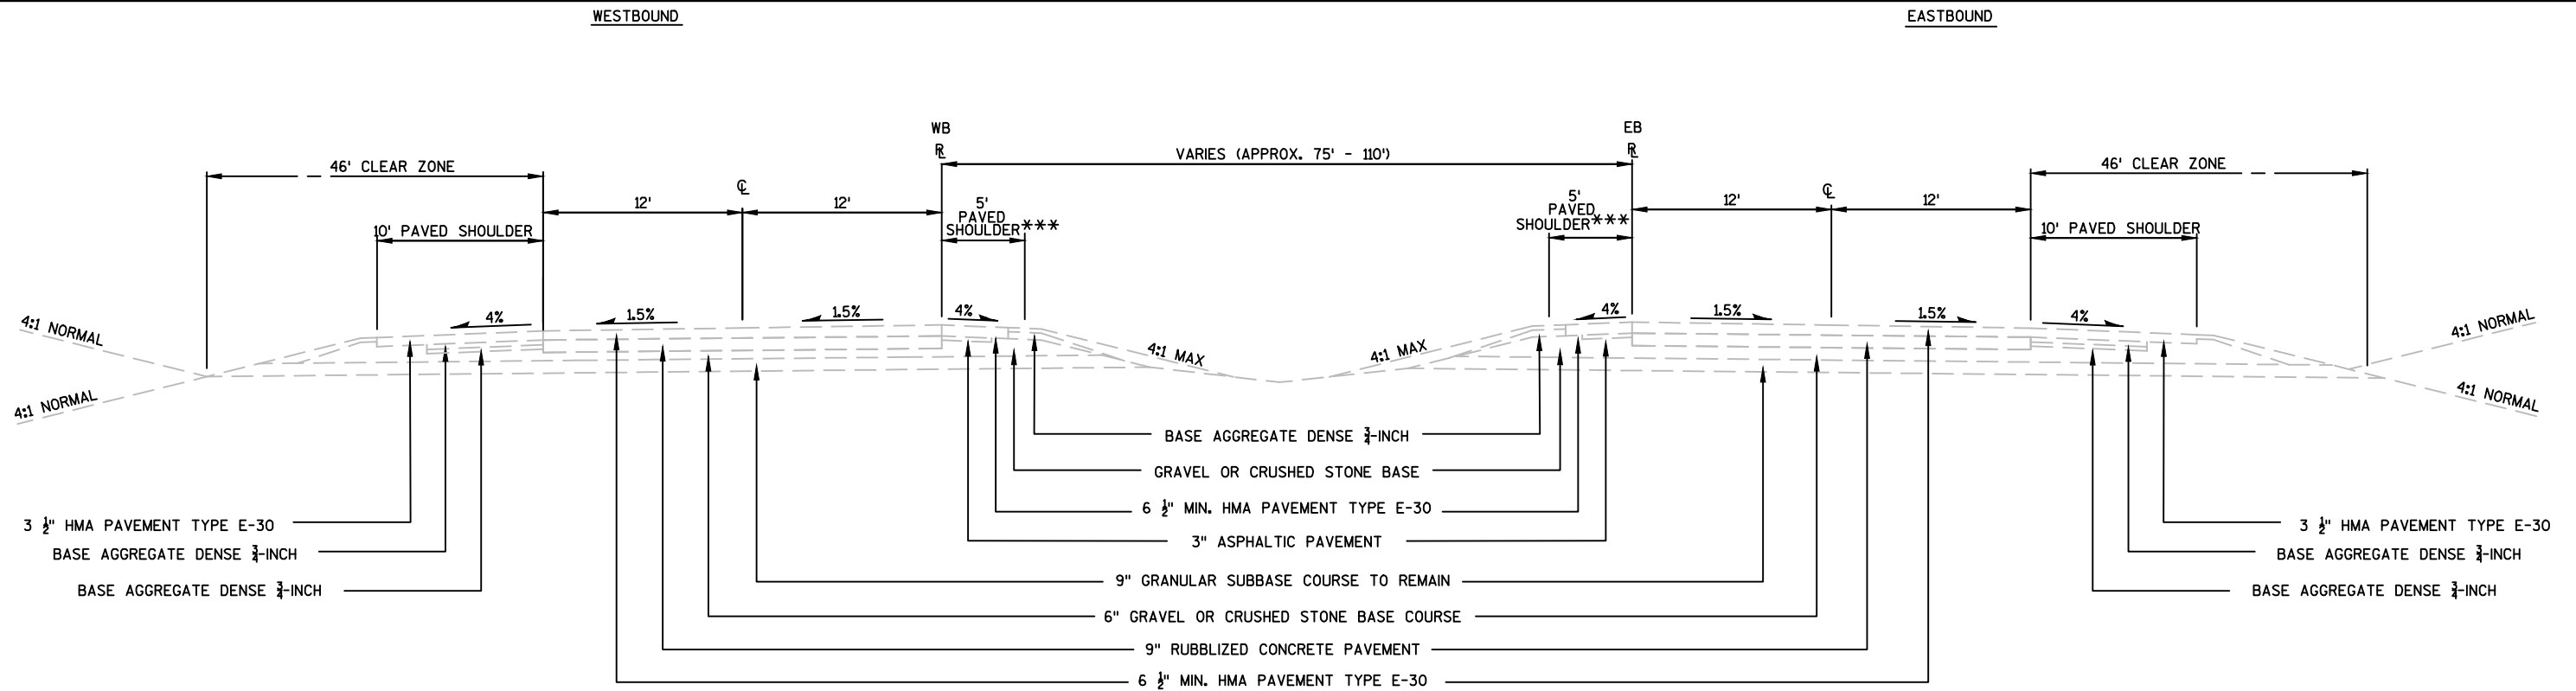 WESTBOUND
EASTBOUND
WB
R
EB
R
VARIES (APPROX. 75' - 110')
46' CLEAR ZONE
46' CLEAR ZONE
℄
℄
12'
12'
5'
PAVED
SHOULDER***
5'
PAVED
SHOULDER***
12'
12'
10' PAVED SHOULDER
10' PAVED SHOULDER
4:1 NORMAL
4%
1.5%
1.5%
4%
4:1 MAX
4:1 MAX
4%
1.5%
1.5%
4%
4:1 NORMAL
4:1 NORMAL
4:1 NORMAL
BASE AGGREGATE DENSE 3/4-INCH
GRAVEL OR CRUSHED STONE BASE
6 1/2" MIN. HMA PAVEMENT TYPE E-30
3" ASPHALTIC PAVEMENT
9" GRANULAR SUBBASE COURSE TO REMAIN
6" GRAVEL OR CRUSHED STONE BASE COURSE
9" RUBBLIZED CONCRETE PAVEMENT
6 1/2" MIN. HMA PAVEMENT TYPE E-30
3 1/2" HMA PAVEMENT TYPE E-30
BASE AGGREGATE DENSE 3/4-INCH
BASE AGGREGATE DENSE 3/4-INCH
3 1/2" HMA PAVEMENT TYPE E-30
BASE AGGREGATE DENSE 3/4-INCH
BASE AGGREGATE DENSE 3/4-INCH